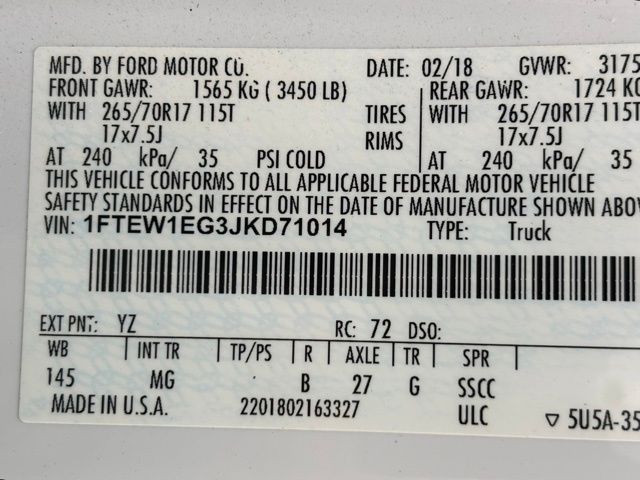 MFD. BY FORD MOTOR CO. DATE: 02/18 GVWR: 3175
FRONT GAWR: 1565 KG ( 3450 LB) REAR GAWR: 1724 KG
WITH 265/70R17 115T TIRES WITH 265/70R17 115T
17x7.5J RIMS 17x7.5J
AT 240 kPa/ 35 PSI COLD AT 240 kPa/ 35
THIS VEHICLE CONFORMS TO ALL APPLICABLE FEDERAL MOTOR VEHICLE
SAFETY STANDARDS IN EFFECT ON THE DATE OF MANUFACTURE SHOWN ABOV
VIN: 1FTEW1EG3JKD71014 TYPE: Truck
EXT PNT: YZ RC: 72 DSO:
WB INT TR TP/PS R AXLE TR SPR
145 MG B 27 G SSCC
MADE IN U.S.A. 2201802163327 ULC ▽ 5U5A-35